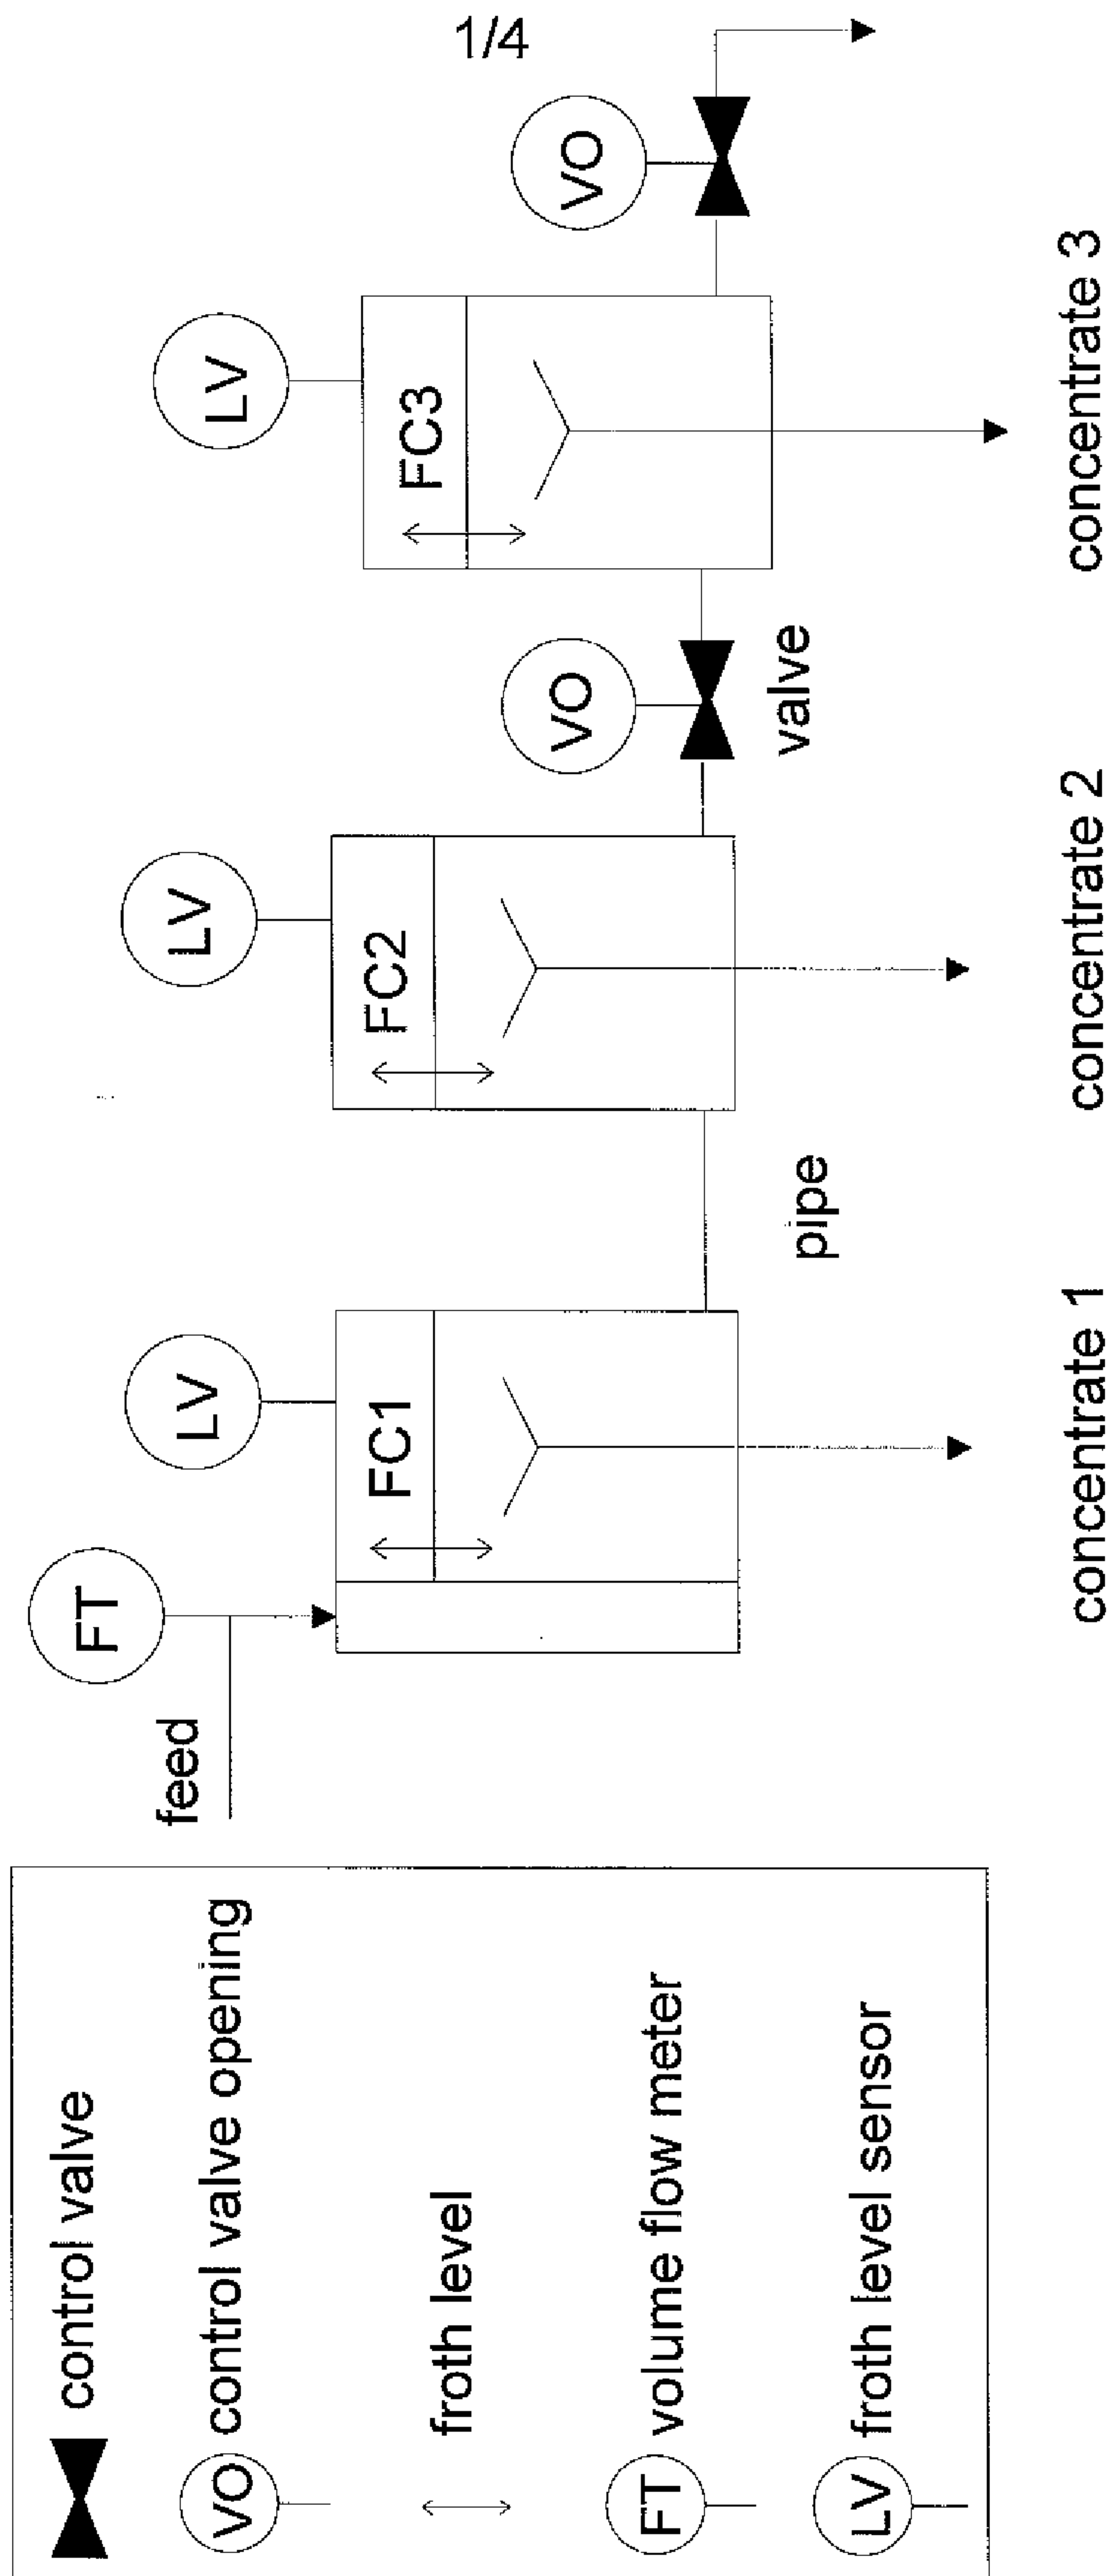 1/4
control valve
VO control valve opening
froth level
FT volume flow meter
LV froth level sensor
feed
FT
LV
FC1
concentrate 1
pipe
LV
FC2
concentrate 2
VO
valve
LV
FC3
concentrate 3
VO